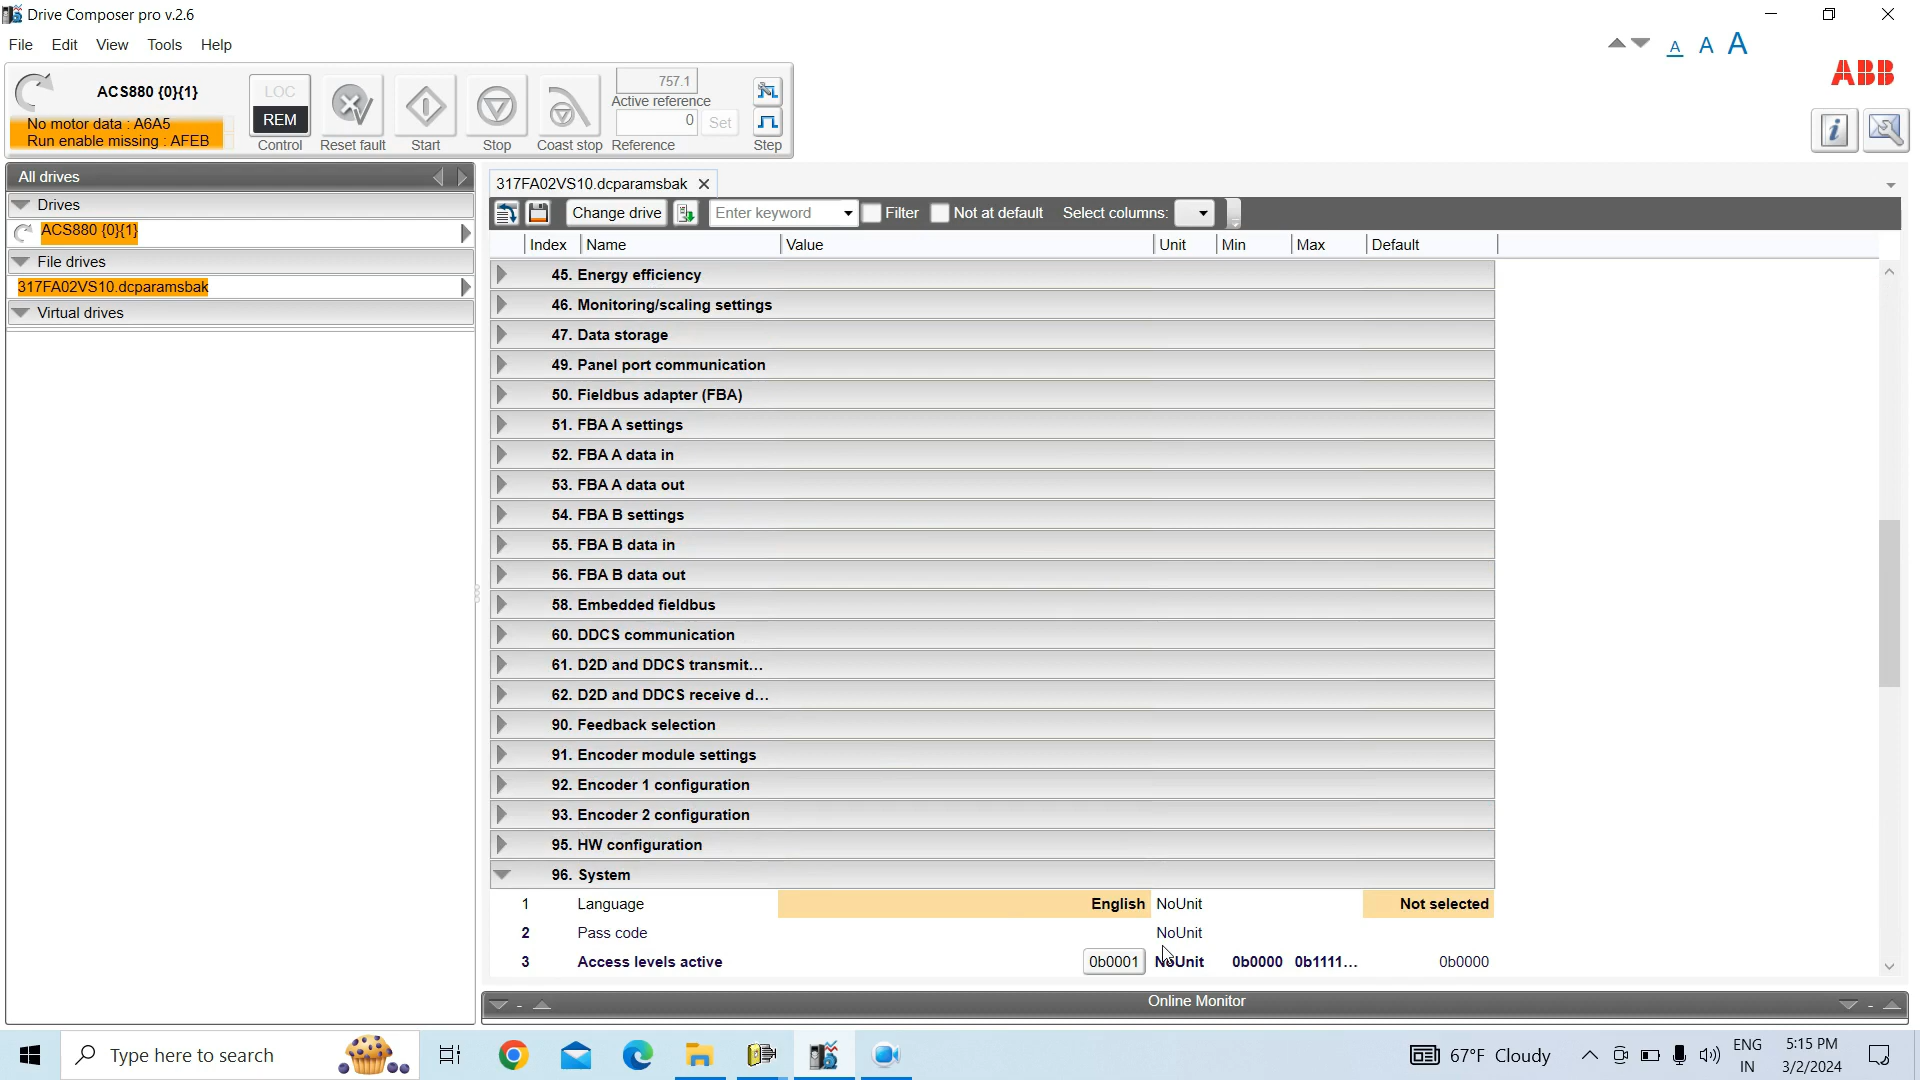 Drive Composer pro v.2.6
File Edit View Tools Help
A A A
ABB
ACS880 {0}{1}
No motor data : A6A5
Run enable missing : AFEB
LOC
REM
Control
Reset fault
Start
Stop
Coast stop
757.1
Active reference
0 Set
Reference
Step
All drives
Drives
ACS880 {0}{1}
File drives
317FA02VS10.dcparamsbak
Virtual drives
317FA02VS10.dcparamsbak
Change drive Enter keyword Filter Not at default Select columns:
Index Name Value Unit Min Max Default
45. Energy efficiency
46. Monitoring/scaling settings
47. Data storage
49. Panel port communication
50. Fieldbus adapter (FBA)
51. FBA A settings
52. FBA A data in
53. FBA A data out
54. FBA B settings
55. FBA B data in
56. FBA B data out
58. Embedded fieldbus
60. DDCS communication
61. D2D and DDCS transmit...
62. D2D and DDCS receive d...
90. Feedback selection
91. Encoder module settings
92. Encoder 1 configuration
93. Encoder 2 configuration
95. HW configuration
96. System
1 Language English NoUnit Not selected
2 Pass code NoUnit
3 Access levels active 0b0001 NoUnit 0b0000 0b1111... 0b0000
Online Monitor
Type here to search
67°F Cloudy
ENG
IN
5:15 PM
3/2/2024